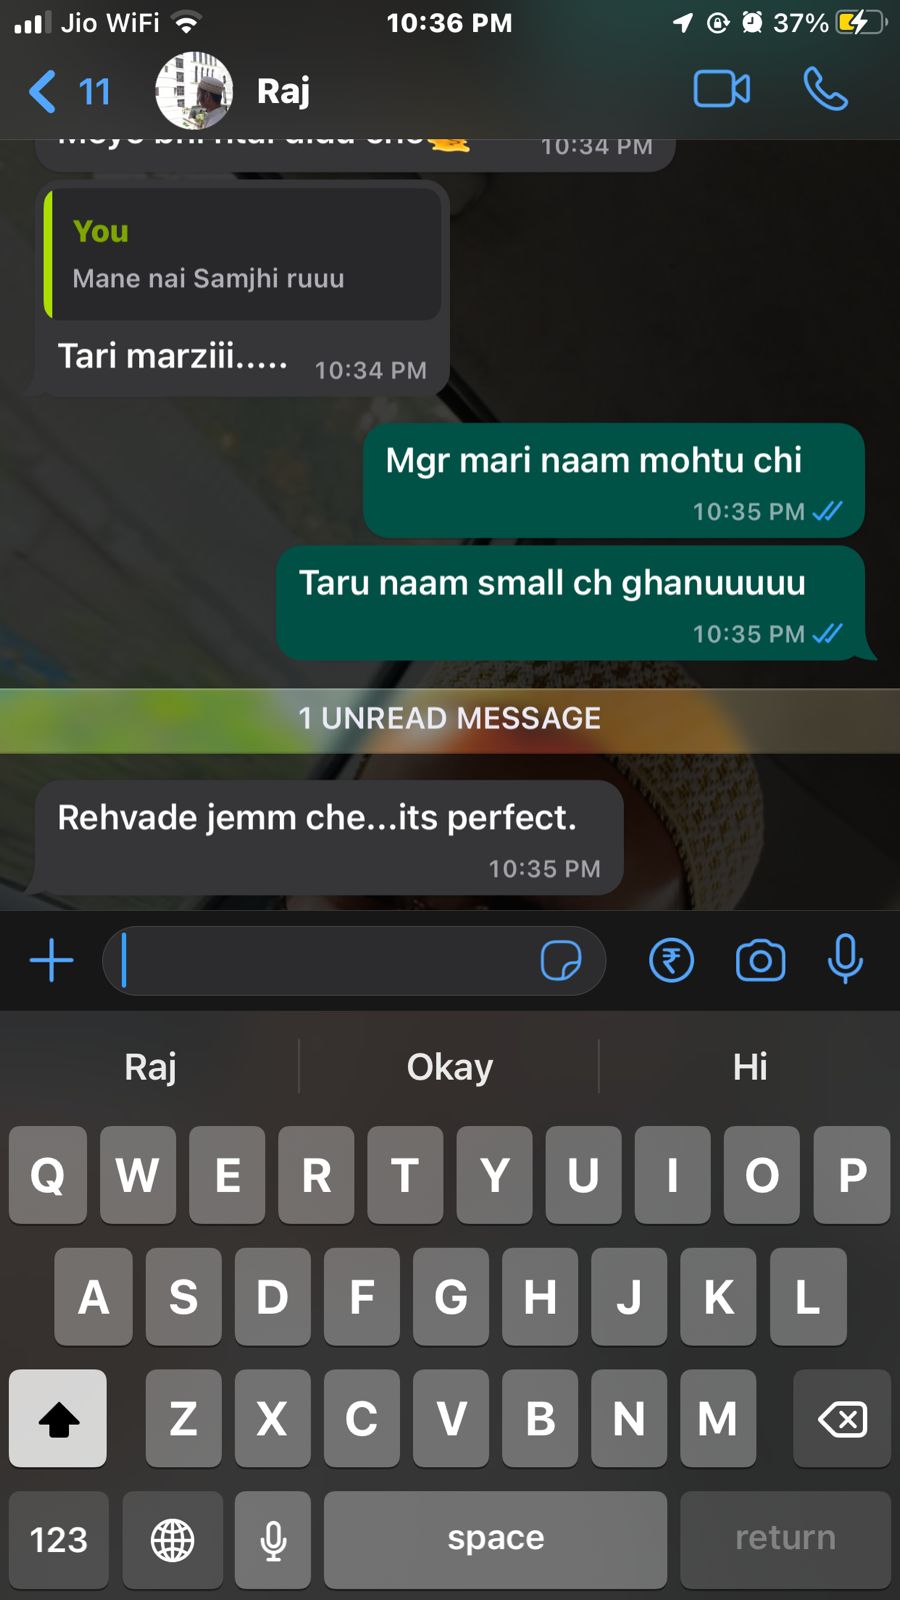 Jio WiFi 10:36 PM 37%
11 Raj
10:34 PM
You
Mane nai Samjhi ruuu
Tari marziii..... 10:34 PM
Mgr mari naam mohtu chi
10:35 PM
Taru naam small ch ghanuuuuu
10:35 PM
1 UNREAD MESSAGE
Rehvade jemm che...its perfect.
10:35 PM
₹
Raj Okay Hi
Q W E R T Y U I O P
A S D F G H J K L
Z X C V B N M
123 space return